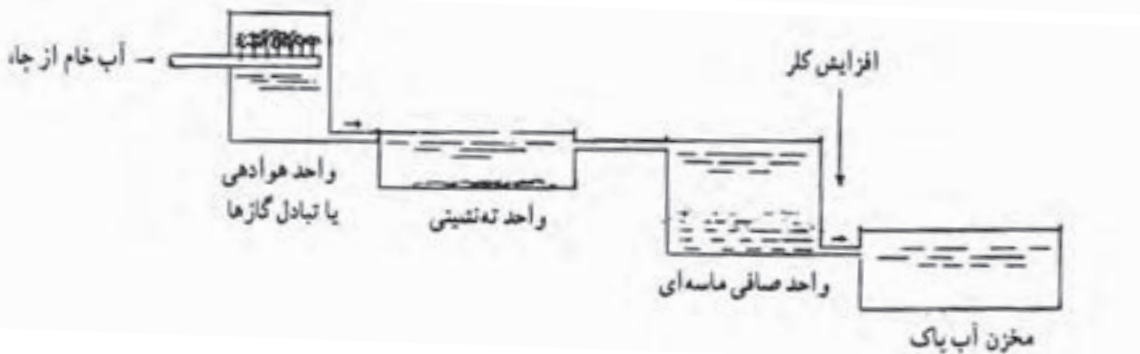 آب خام از چاه
افزایش کلر
واحد هوادهی
یا تبادل گازها
واحد ته‌نشینی
واحد صافی ماسه‌ای
مخزن آب پاک